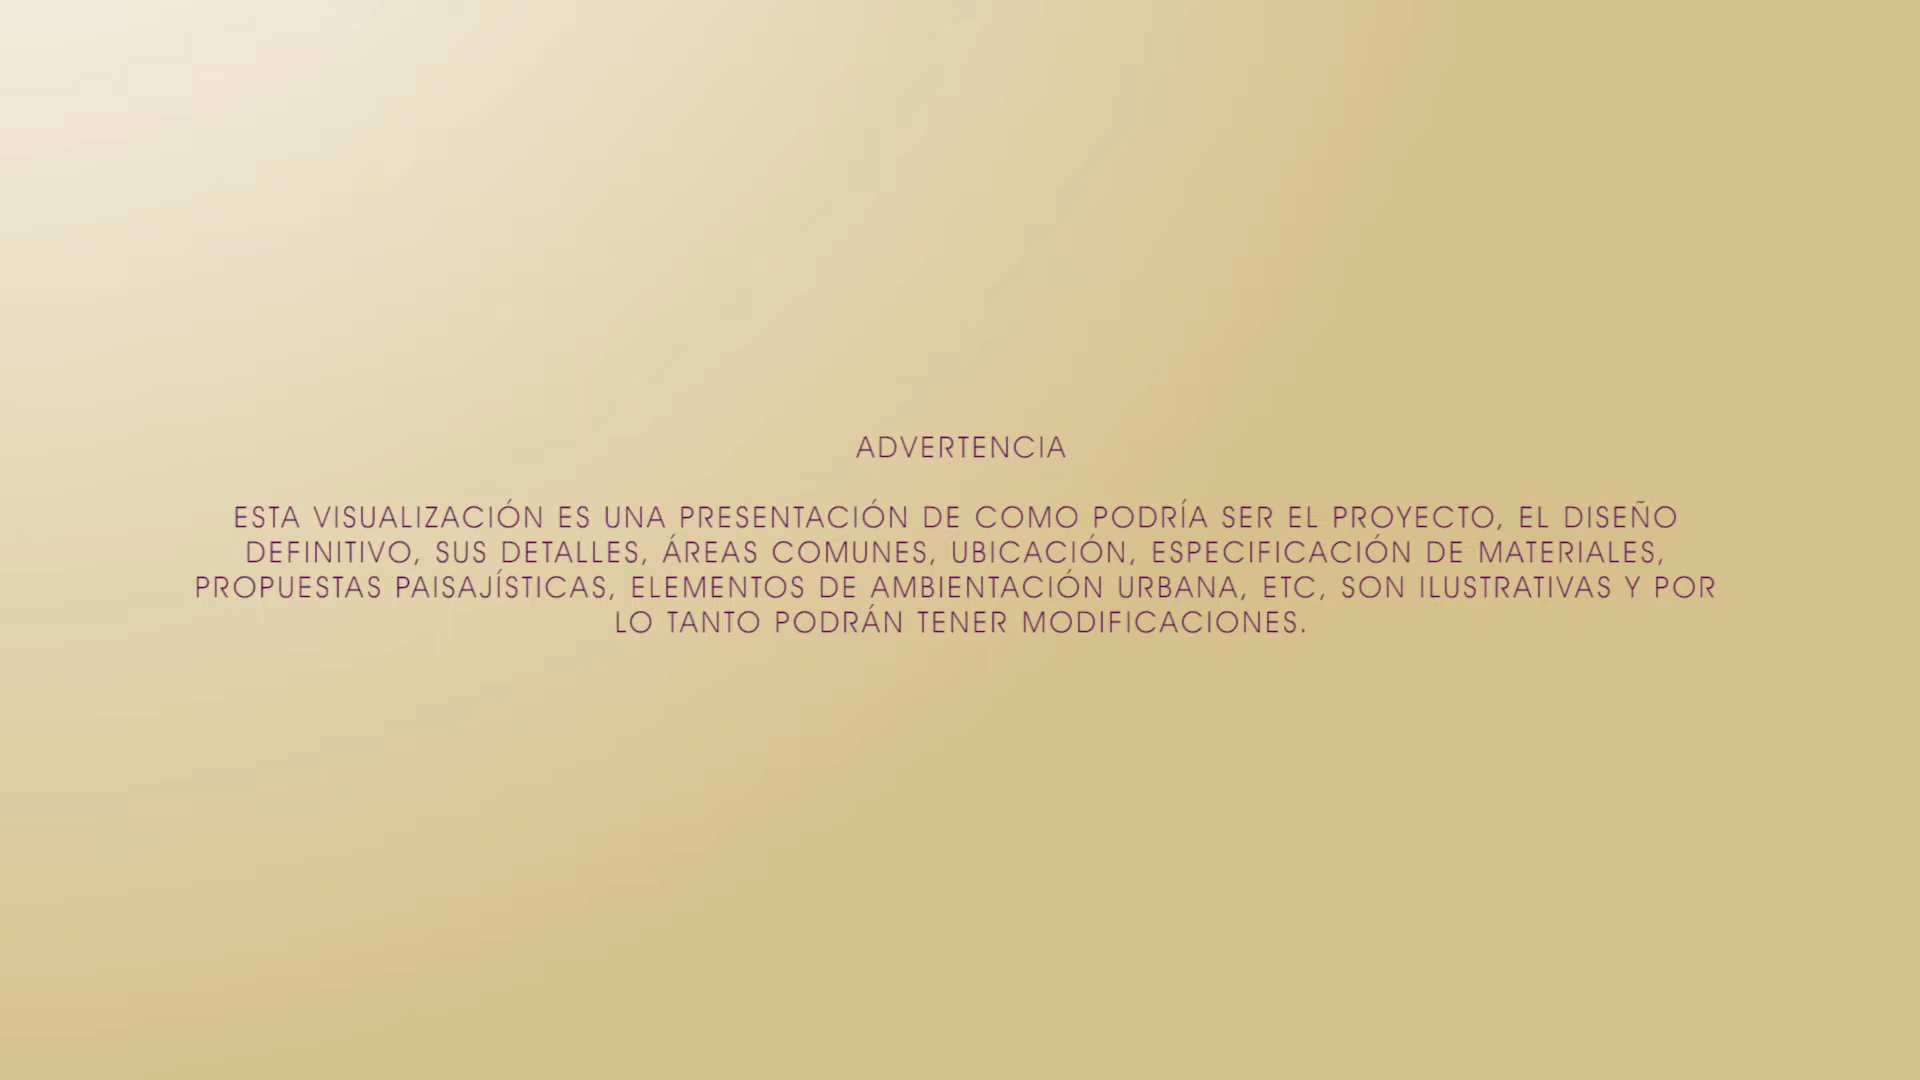 ADVERTENCIA
ESTA VISUALIZACIÓN ES UNA PRESENTACIÓN DE COMO PODRÍA SER EL PROYECTO, EL DISEÑO
DEFINITIVO, SUS DETALLES, ÁREAS COMUNES, UBICACIÓN, ESPECIFICACIÓN DE MATERIALES,
PROPUESTAS PAISAJÍSTICAS, ELEMENTOS DE AMBIENTACIÓN URBANA, ETC, SON ILUSTRATIVAS Y POR
LO TANTO PODRÁN TENER MODIFICACIONES.